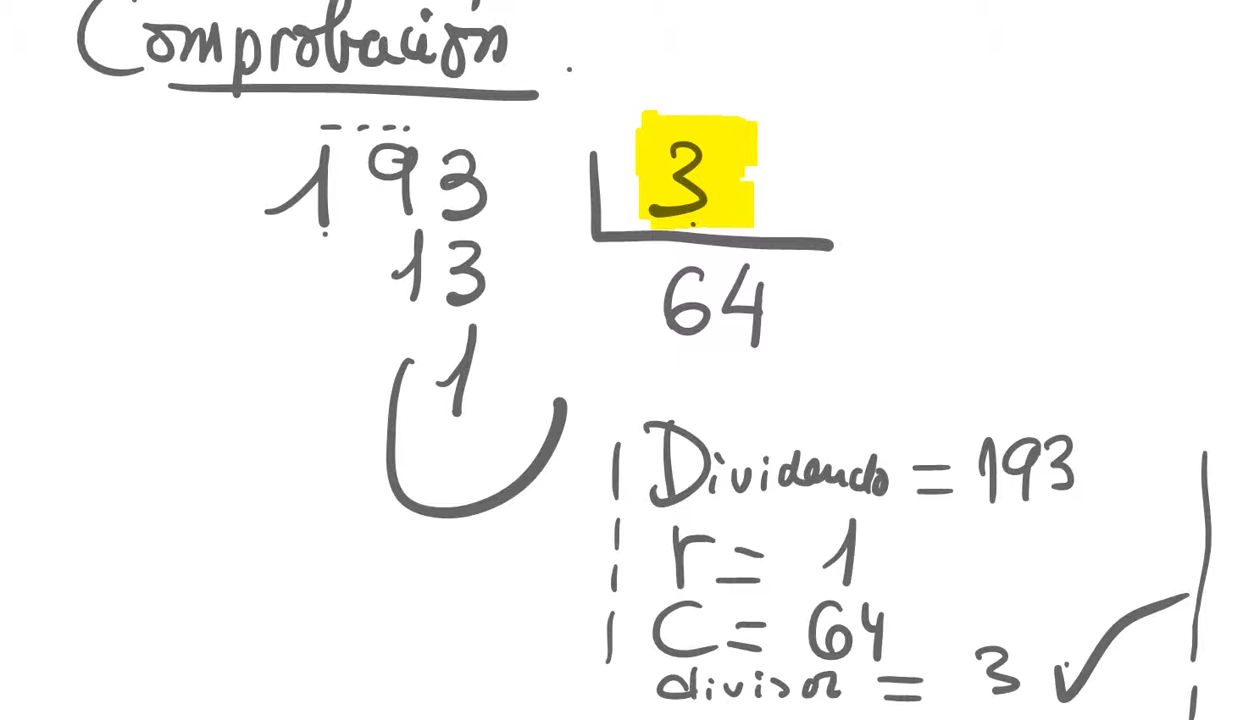 Comprobación
193 3
13 64
1
Dividendo = 193
r = 1
C = 64
divisor = 3